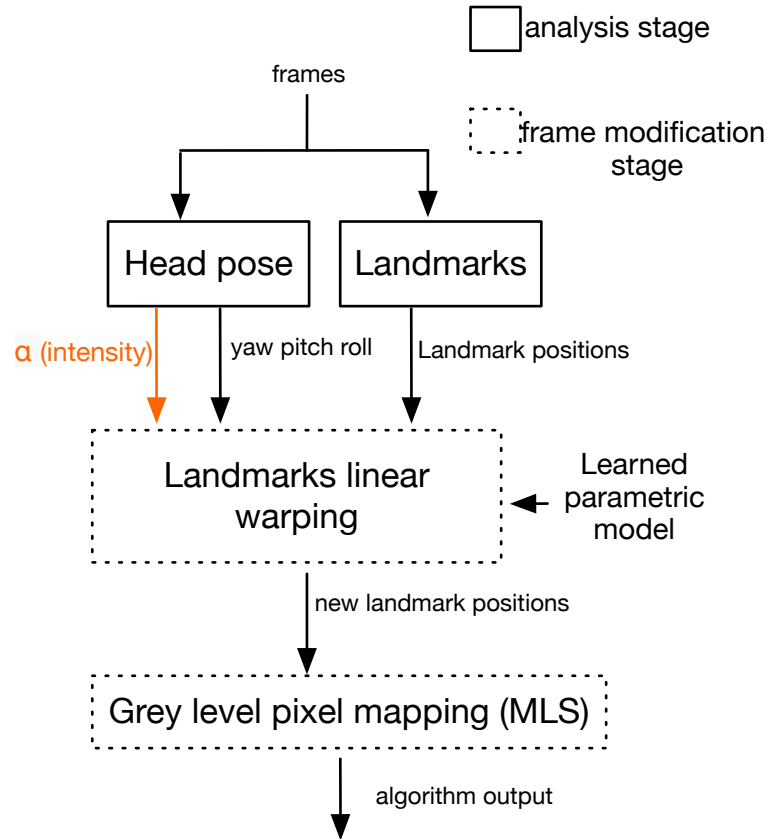 analysis stage
frames
frame modification
stage
Head pose
Landmarks
α (intensity)
yaw pitch roll
Landmark positions
Landmarks linear
warping
Learned
parametric
model
new landmark positions
Grey level pixel mapping (MLS)
algorithm output